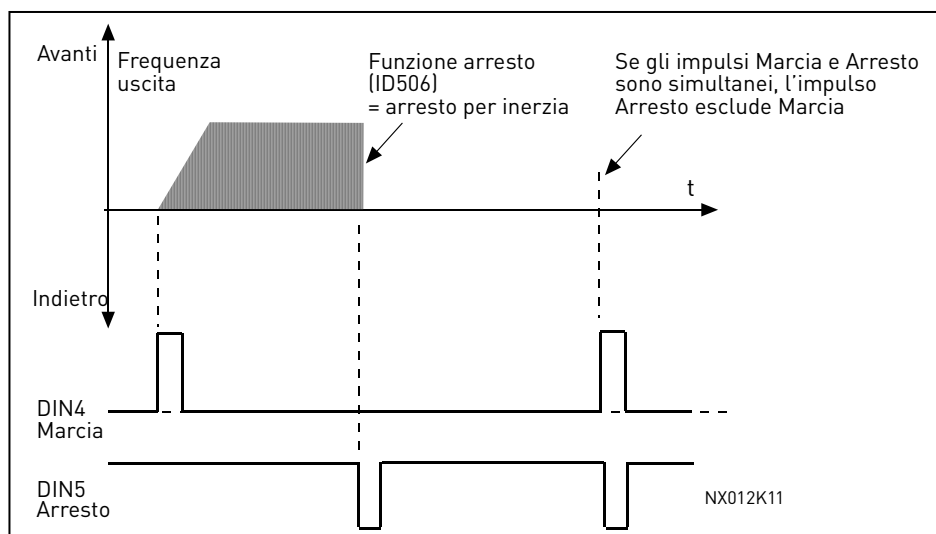 Avanti
Frequenza
uscita
Funzione arresto
(ID506)
= arresto per inerzia
Se gli impulsi Marcia e Arresto
sono simultanei, l'impulso
Arresto esclude Marcia
t
Indietro
DIN4
Marcia
DIN5
Arresto
NX012K11